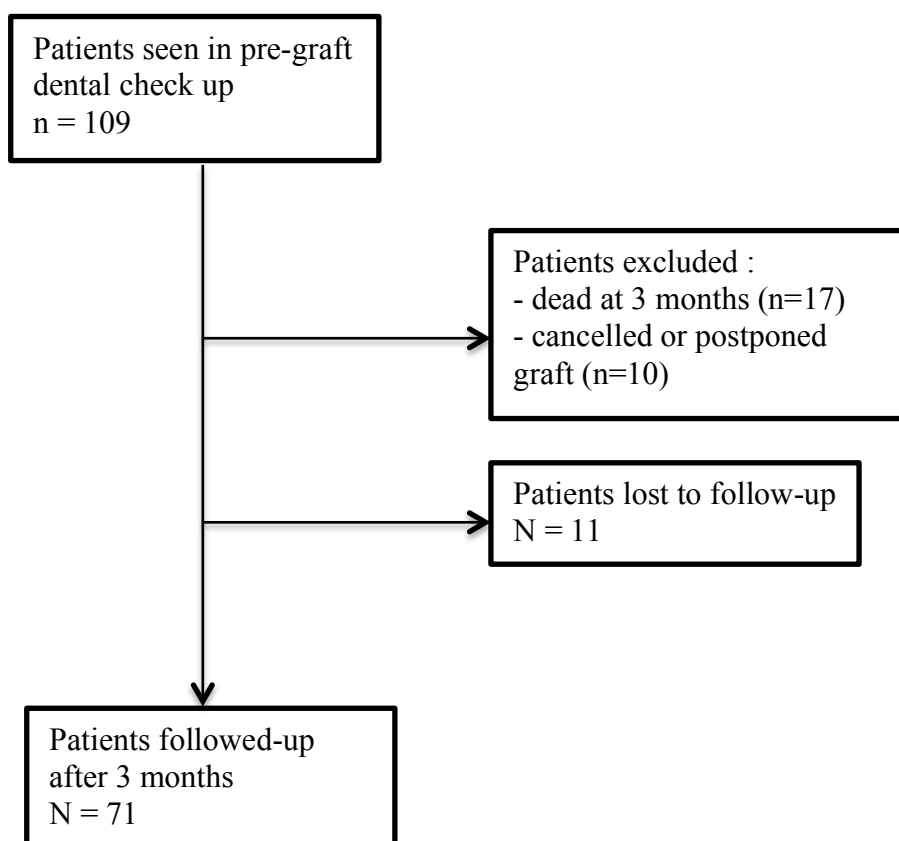 Patients seen in pre-graft
dental check up
n = 109
Patients excluded :
- dead at 3 months (n=17)
- cancelled or postponed
graft (n=10)
Patients lost to follow-up
N = 11
Patients followed-up
after 3 months
N = 71